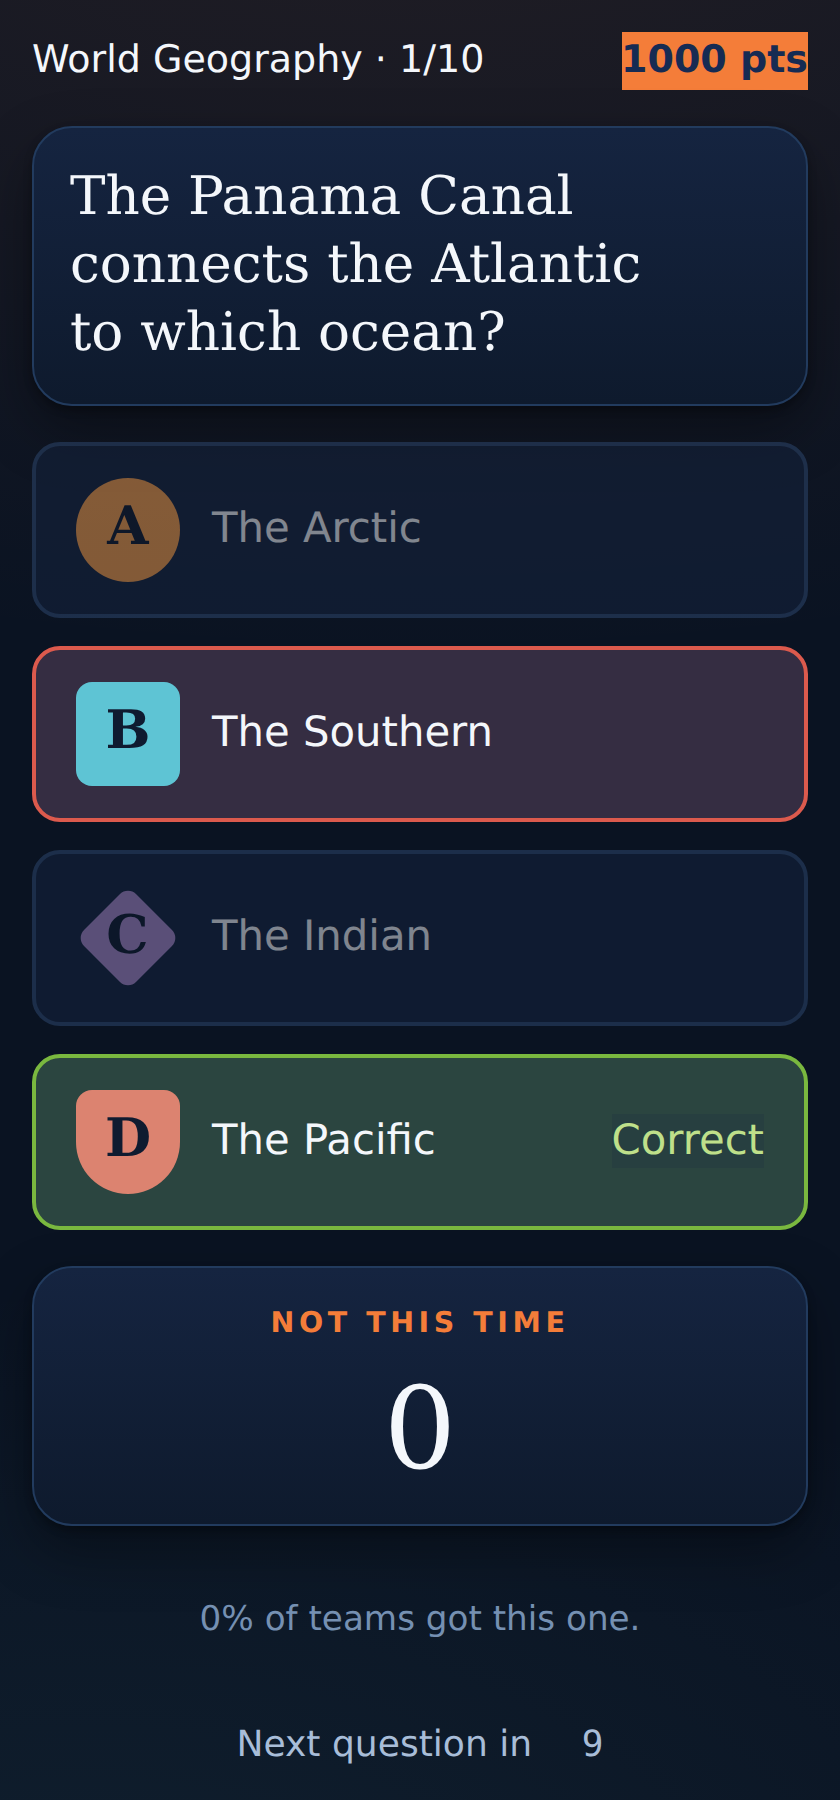 World Geography · 1/10
1000 pts
The Panama Canal
connects the Atlantic
to which ocean?
A
The Arctic
B
The Southern
C
The Indian
D
The Pacific
Correct
NOT THIS TIME
0
0% of teams got this one.
Next question in 9